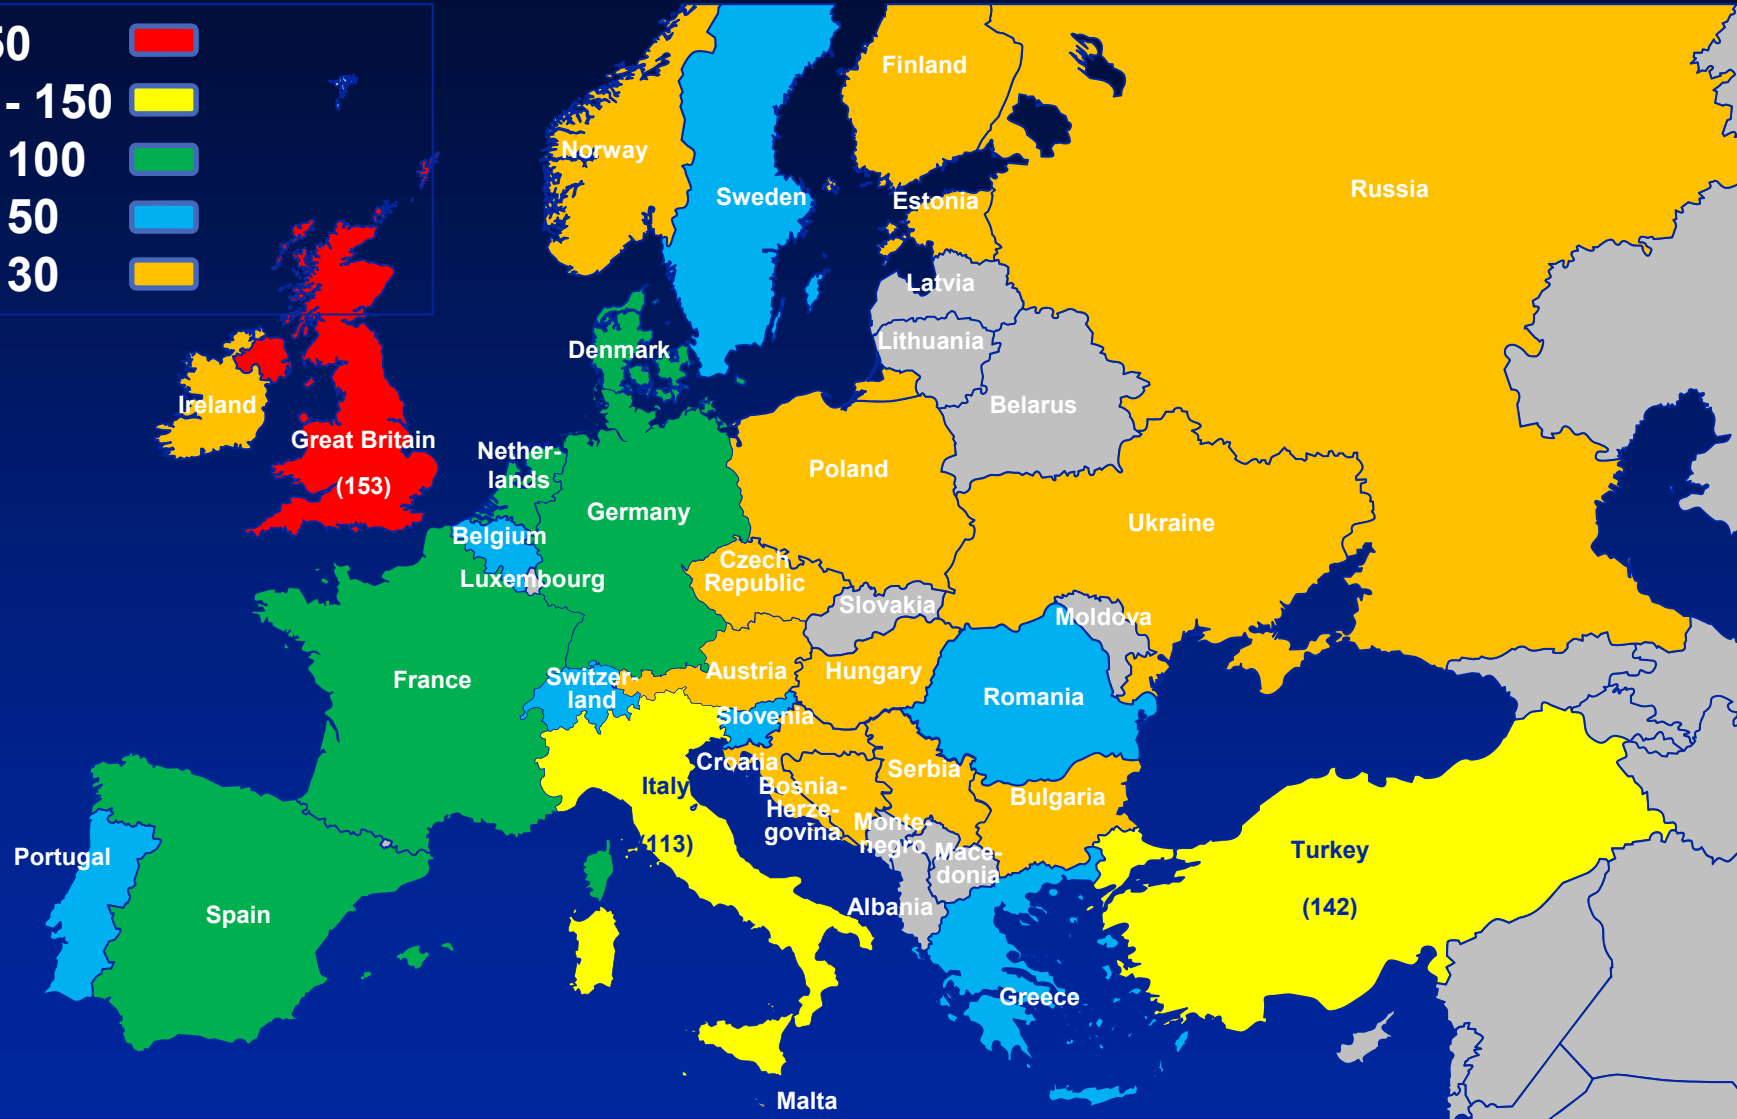 50
- 150
100
50
30
Finland
Norway
Sweden
Russia
Estonia
Latvia
Lithuania
Denmark
Belarus
Ireland
Great Britain
(153)
Nether-
lands
Poland
Germany
Ukraine
Belgium
Czech
Republic
Luxembourg
Slovakia
Moldova
France
Switzer-
land
Austria
Hungary
Romania
Slovenia
Croatia
Serbia
Italy
(113)
Bosnia-
Herze-
govina
Bulgaria
Monte-
negro
Mace-
donia
Turkey
(142)
Portugal
Spain
Albania
Greece
Malta